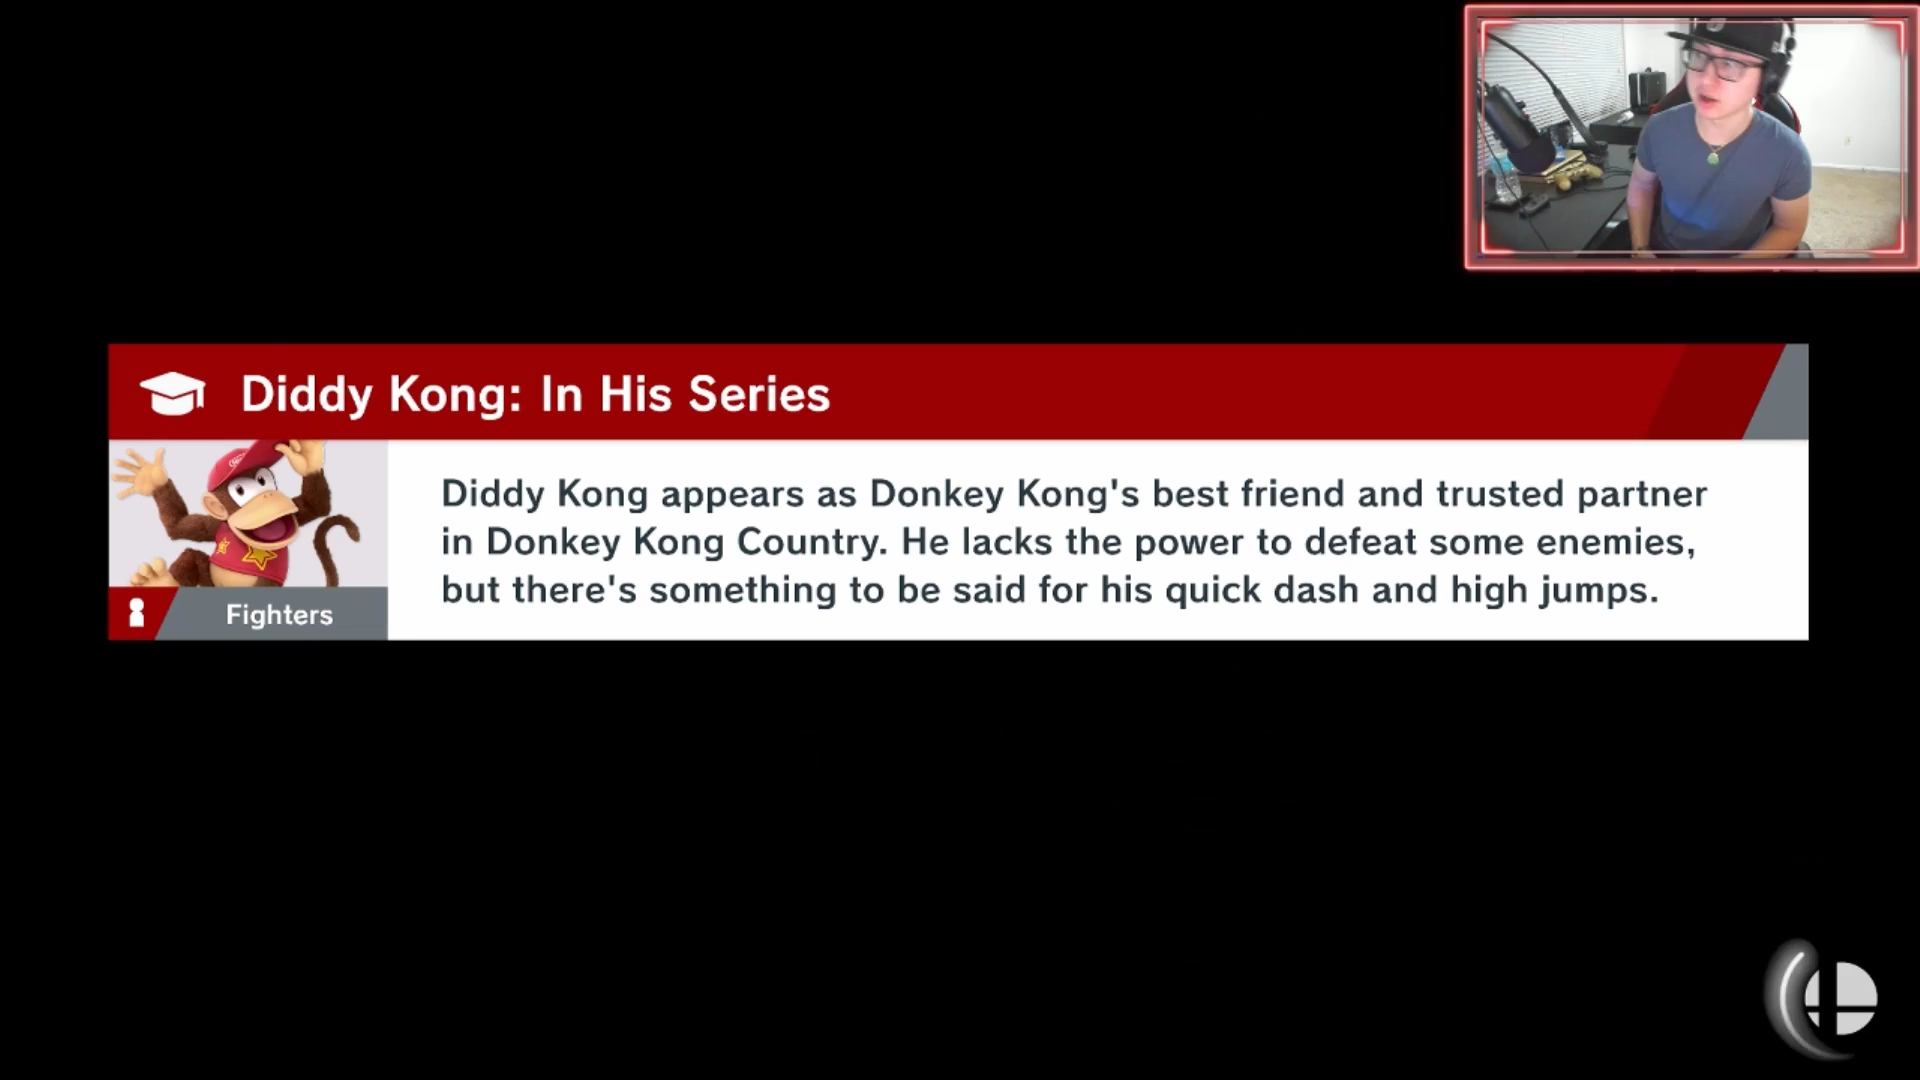 Diddy Kong: In His Series
Diddy Kong appears as Donkey Kong's best friend and trusted partner
in Donkey Kong Country. He lacks the power to defeat some enemies,
but there's something to be said for his quick dash and high jumps.
Fighters